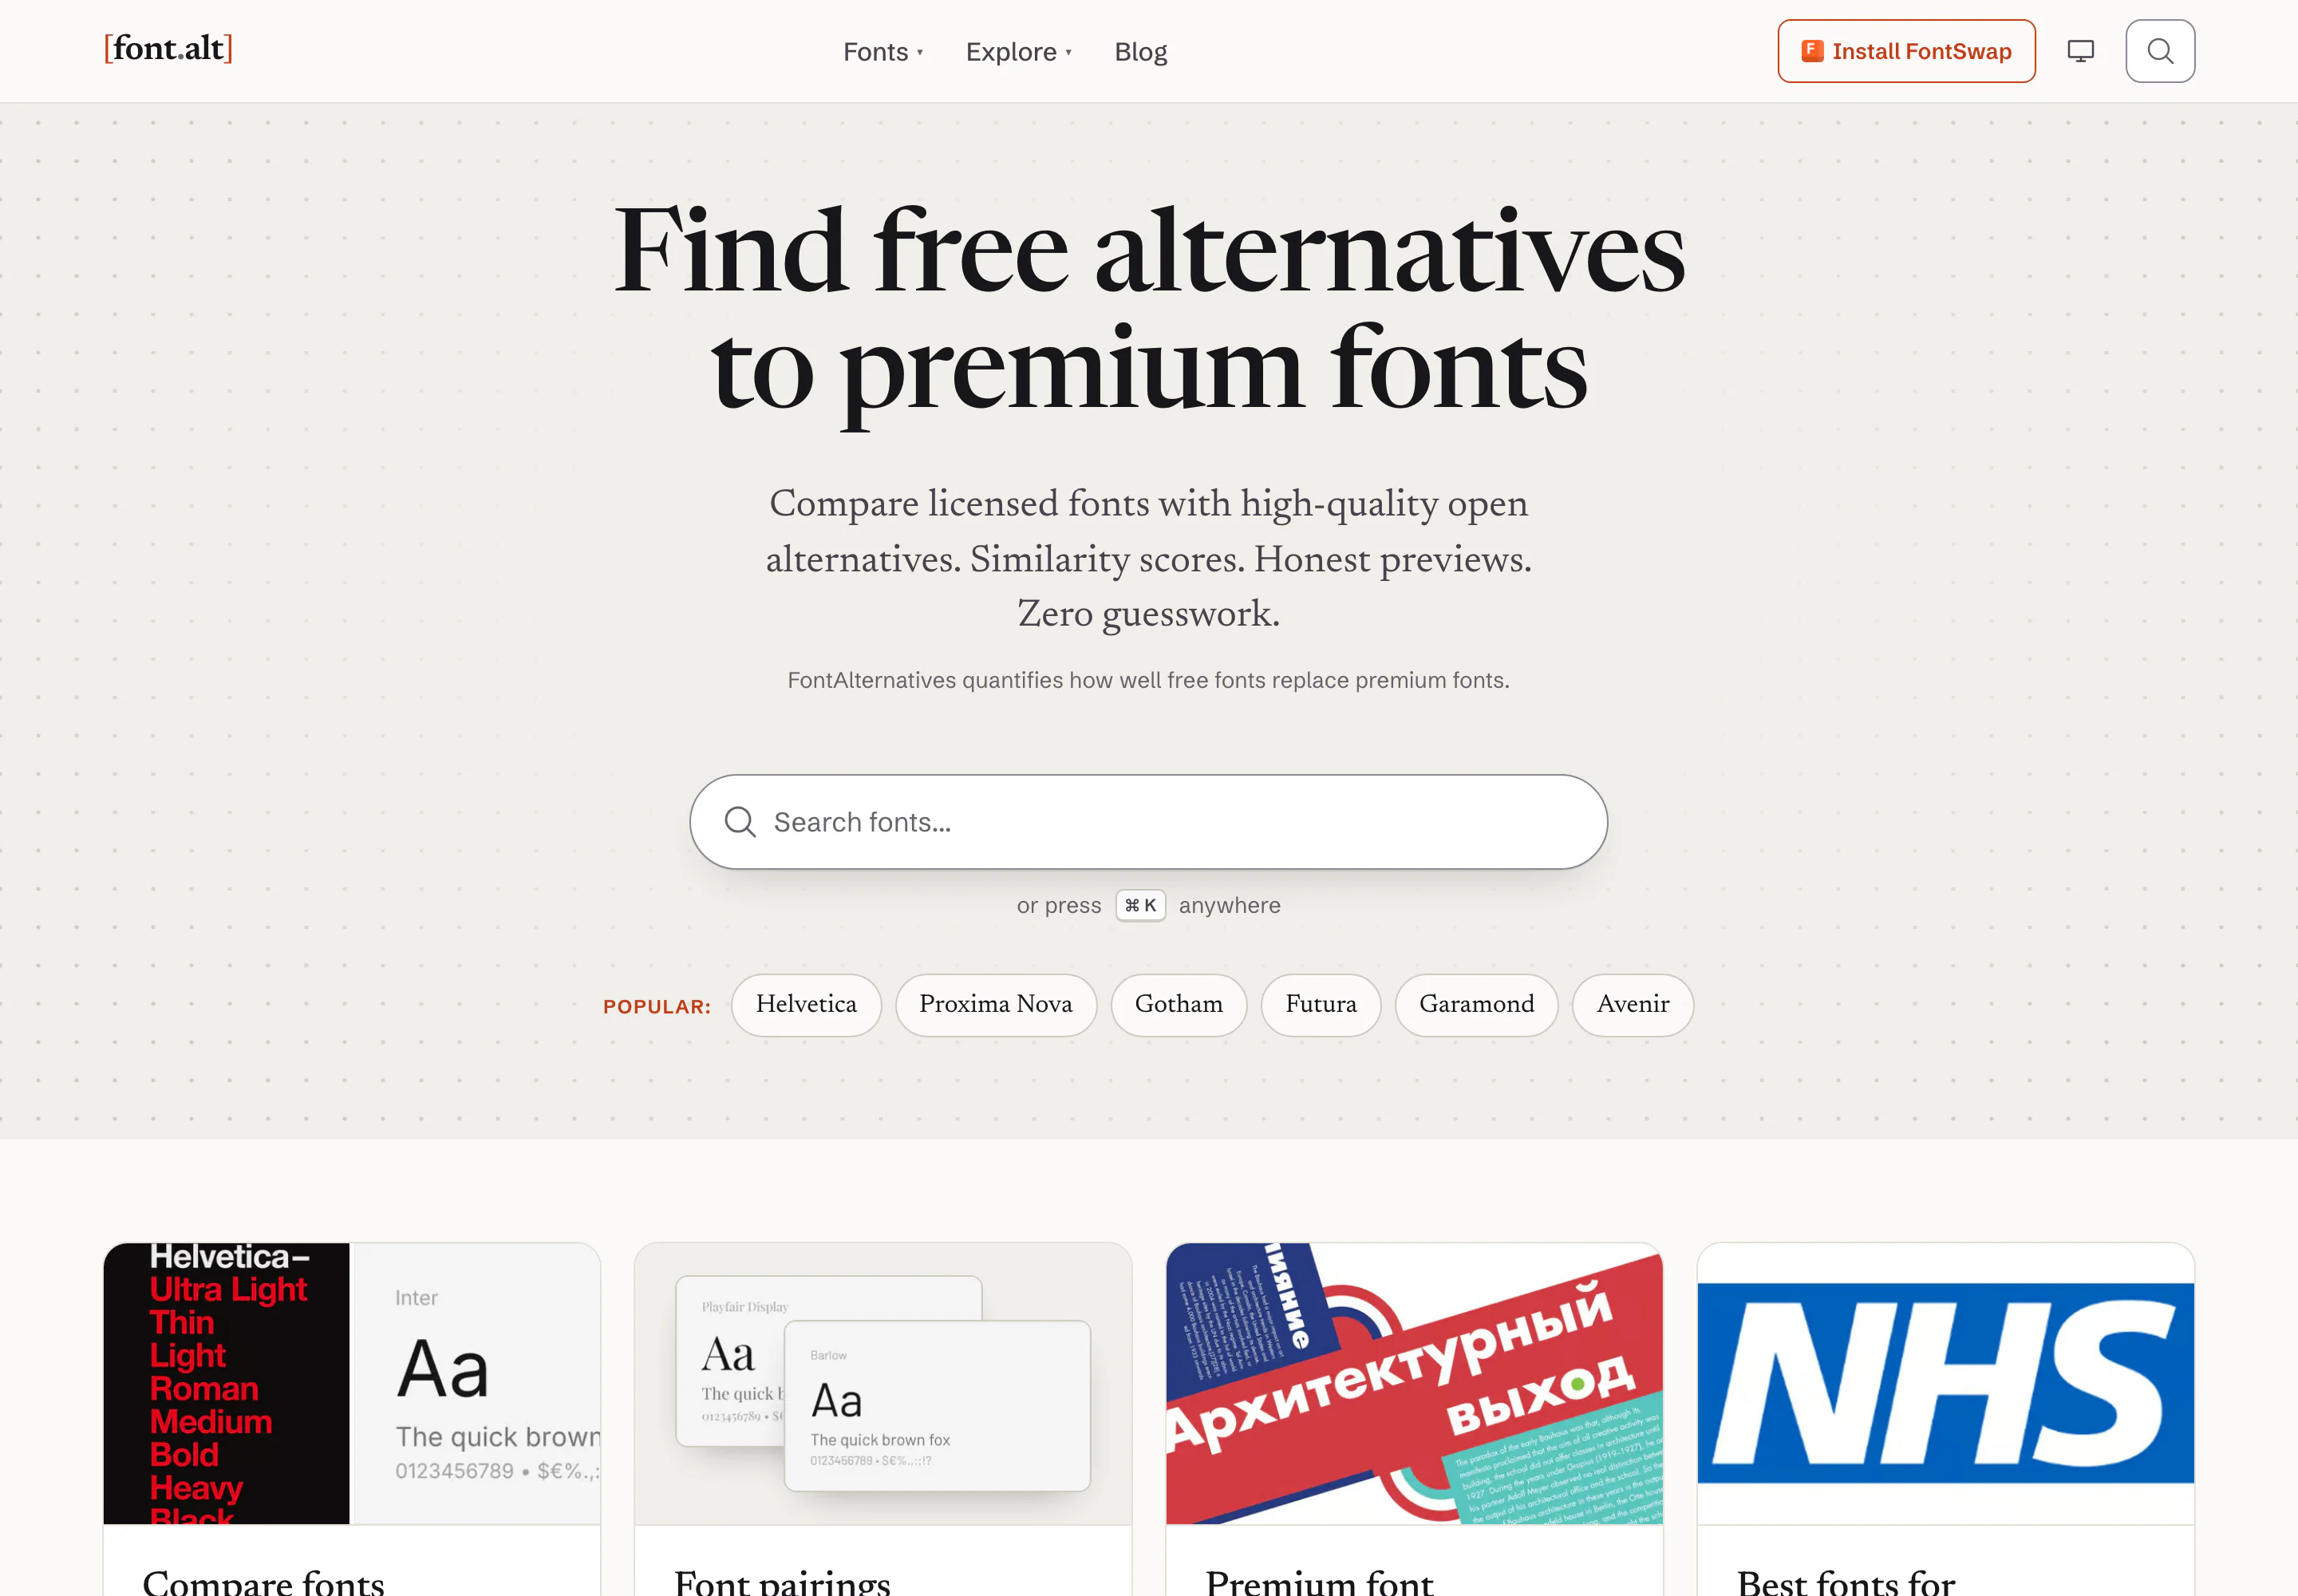 [font.alt]
Fonts ▾
Explore ▾
Blog
F
Install FontSwap
Find free alternatives
to premium fonts
Compare licensed fonts with high-quality open
alternatives. Similarity scores. Honest previews.
Zero guesswork.
FontAlternatives quantifies how well free fonts replace premium fonts.
Search fonts...
or press ⌘ K anywhere
POPULAR:
Helvetica
Proxima Nova
Gotham
Futura
Garamond
Avenir
Helvetica–
Ultra Light
Thin
Light
Roman
Medium
Bold
Heavy
Black
Inter
Aa
The quick brown
0123456789 • $€%.,:
Compare fonts
Playfair Display
Aa
The quick b
0123456789 • $€
Barlow
Aa
The quick brown fox
0123456789 • $€%.,:;!?
Font pairings
Архитектурный
выход
Premium font
NHS
Best fonts for